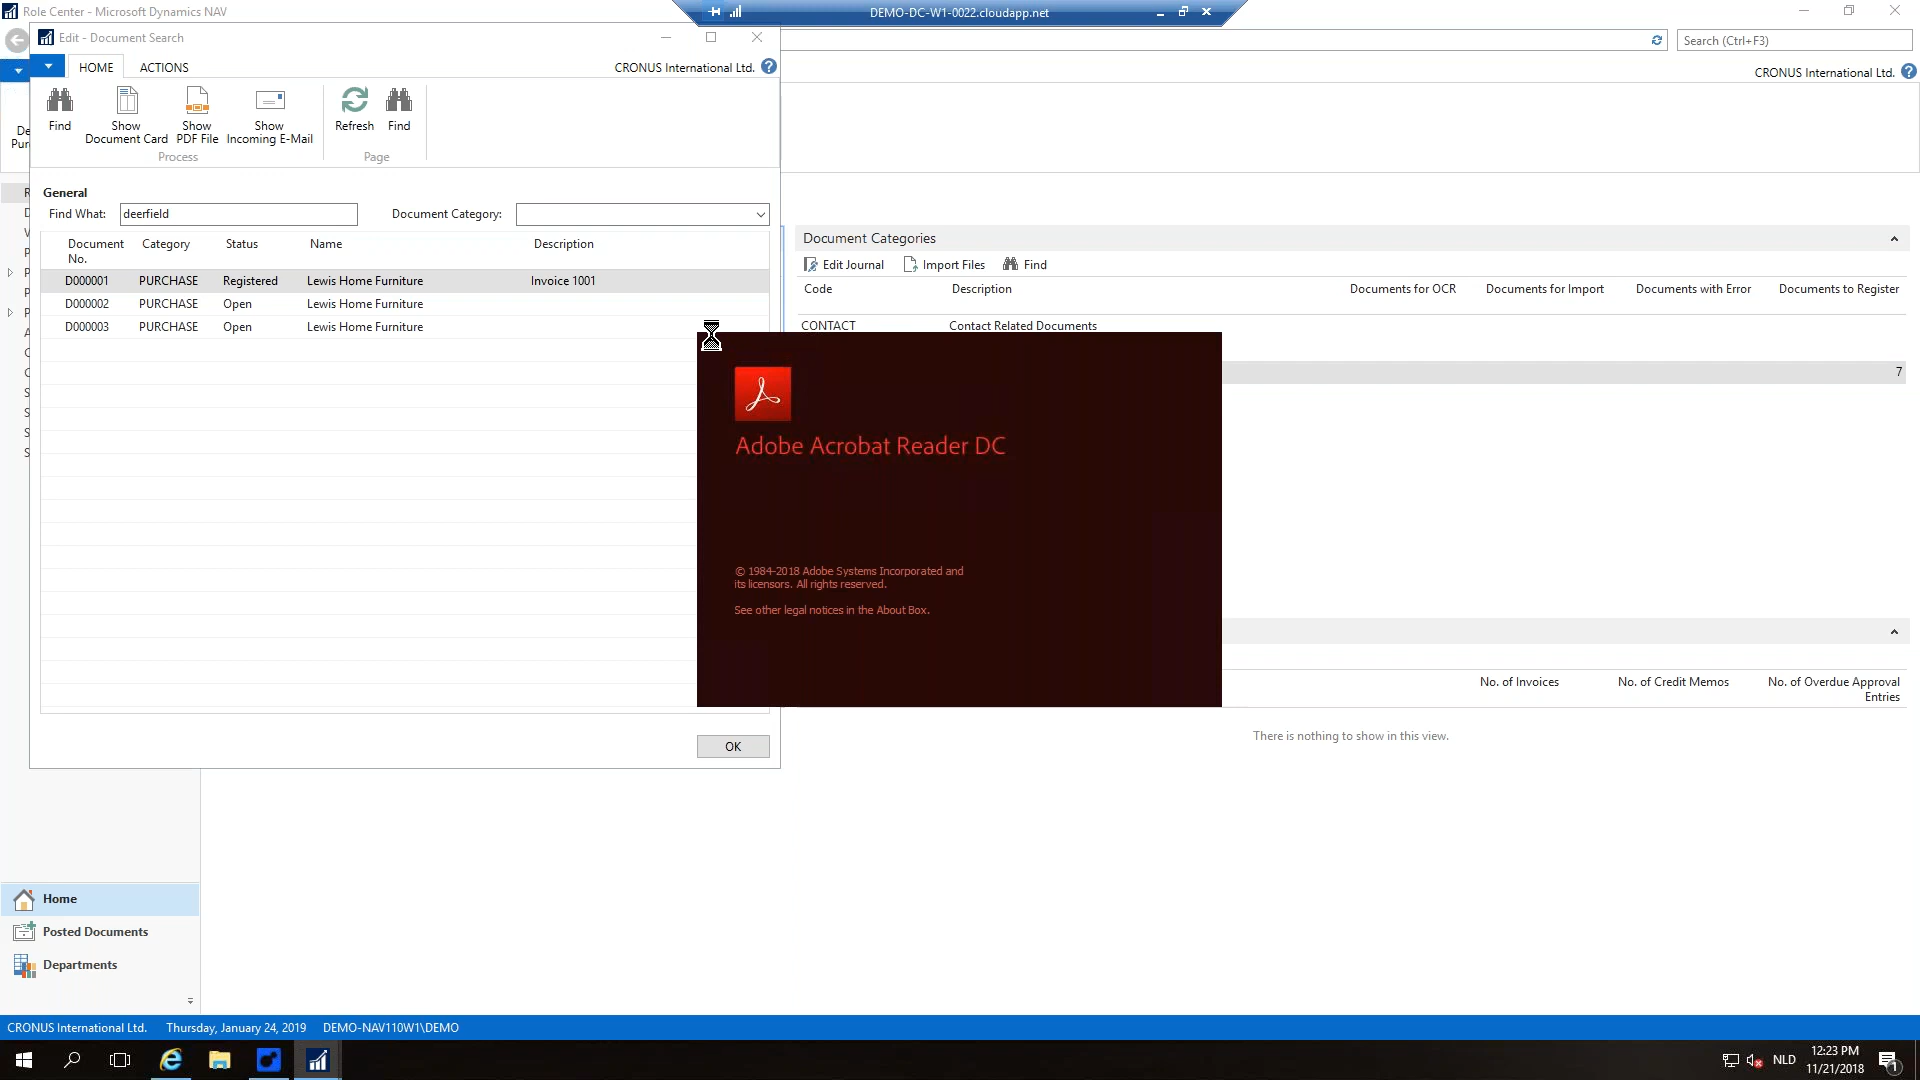 Role Center - Microsoft Dynamics NAV
DEMO-DC-W1-0022.cloudapp.net
Edit - Document Search
Search (Ctrl+F3)
HOME
ACTIONS
CRONUS International Ltd.
CRONUS International Ltd.
Find
Show
Document Card
Show
PDF File
Show
Incoming E-Mail
Refresh
Find
Process
Page
De
Pur
General
Find What:
deerfield
Document Category:
Document
No.
Category
Status
Name
Description
D000001 PURCHASE Registered Lewis Home Furniture Invoice 1001
D000002 PURCHASE Open Lewis Home Furniture
D000003 PURCHASE Open Lewis Home Furniture
OK
Document Categories
Edit Journal
Import Files
Find
Code
Description
Documents for OCR
Documents for Import
Documents with Error
Documents to Register
CONTACT
Contact Related Documents
7
Adobe Acrobat Reader DC
© 1984-2018 Adobe Systems Incorporated and
its licensors. All rights reserved.
See other legal notices in the About Box.
No. of Invoices
No. of Credit Memos
No. of Overdue Approval
Entries
There is nothing to show in this view.
Home
Posted Documents
Departments
CRONUS International Ltd.
Thursday, January 24, 2019
DEMO-NAV110W1\DEMO
NLD
12:23 PM
11/21/2018
1